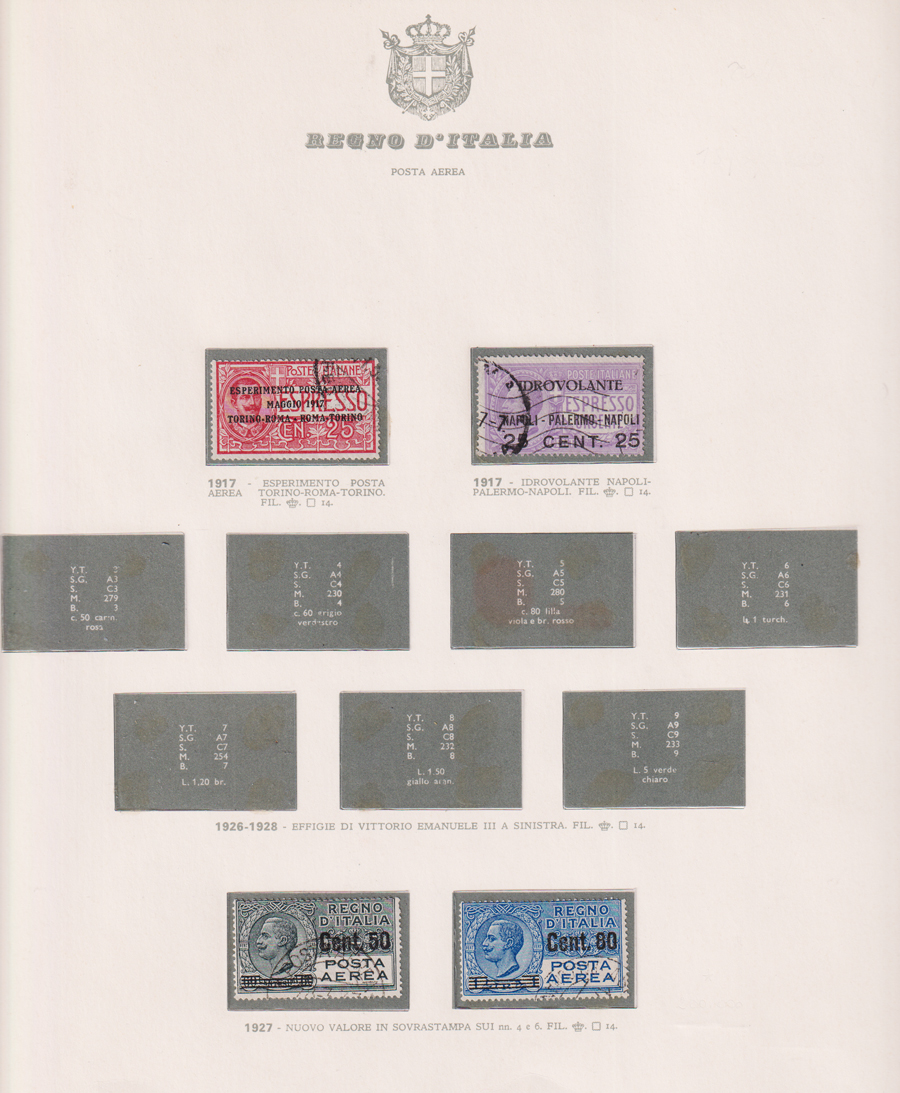 REGNO D'ITALIA
POSTA AEREA
POSTE ITALIANE
ESPERIMENTO POSTA AEREA
MAGGIO 1917
TORINO-ROMA · ROMA-TORINO
ESPRESSO
CEN. 25
POSTE ITALIANE
IDROVOLANTE
ESPRESSO
NAPOLI - PALERMO - NAPOLI
25 CENT. 25
1917 - ESPERIMENTO POSTA
AEREA TORINO-ROMA-TORINO.
FIL. □ 14.
1917 - IDROVOLANTE NAPOLI-
PALERMO-NAPOLI. FIL. □ 14.
Y.T. 3
S.G. A3
S. C3
M. 279
B. 3
c. 50 carm.
rosa
Y.T. 4
S.G. A4
S. C4
M. 230
B. 4
c. 60 grigio
verdastro
Y.T. 5
S.G. A5
S. C5
M. 280
B. 5
c. 80 lilla
viola e br. rosso
Y.T. 6
S.G. A6
S. C6
M. 231
B. 6
L. 1 turch.
Y.T. 7
S.G. A7
S. C7
M. 254
B. 7
L. 1,20 br.
Y.T. 8
S.G. A8
S. C8
M. 232
B. 8
L. 1.50
giallo aran.
Y.T. 9
S.G. A9
S. C9
M. 233
B. 9
L. 5 verde
chiaro
1926-1928 - EFFIGIE DI VITTORIO EMANUELE III A SINISTRA. FIL. □ 14.
REGNO
D'ITALIA
Cent. 50
POSTA
AEREA
REGNO
D'ITALIA
Cent. 80
POSTA
AEREA
1927 - NUOVO VALORE IN SOVRASTAMPA SUI nn. 4 e 6. FIL. □ 14.